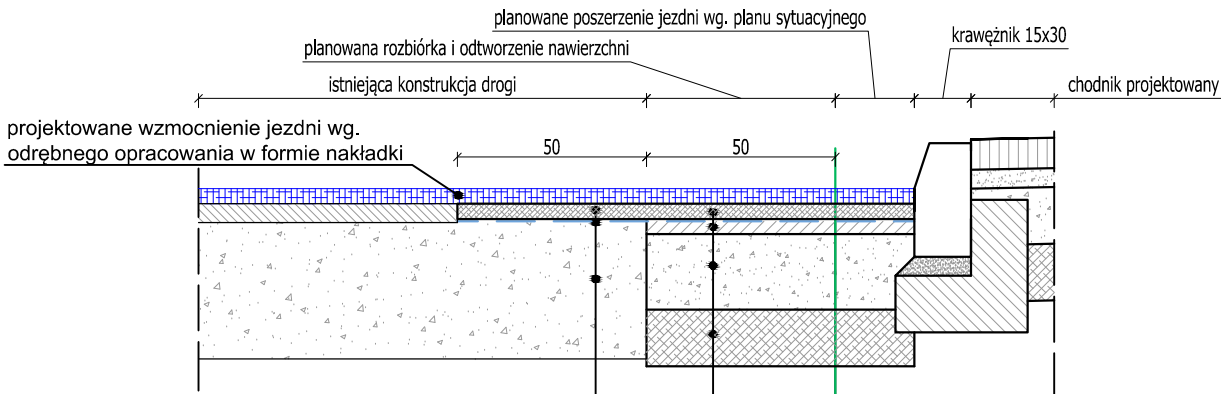 planowane poszerzenie jezdni wg. planu sytuacyjnego
planowana rozbiórka i odtworzenie nawierzchni
krawężnik 15x30
istniejąca konstrukcja drogi
chodnik projektowany
projektowane wzmocnienie jezdni wg.
odrębnego opracowania w formie nakładki
50
50